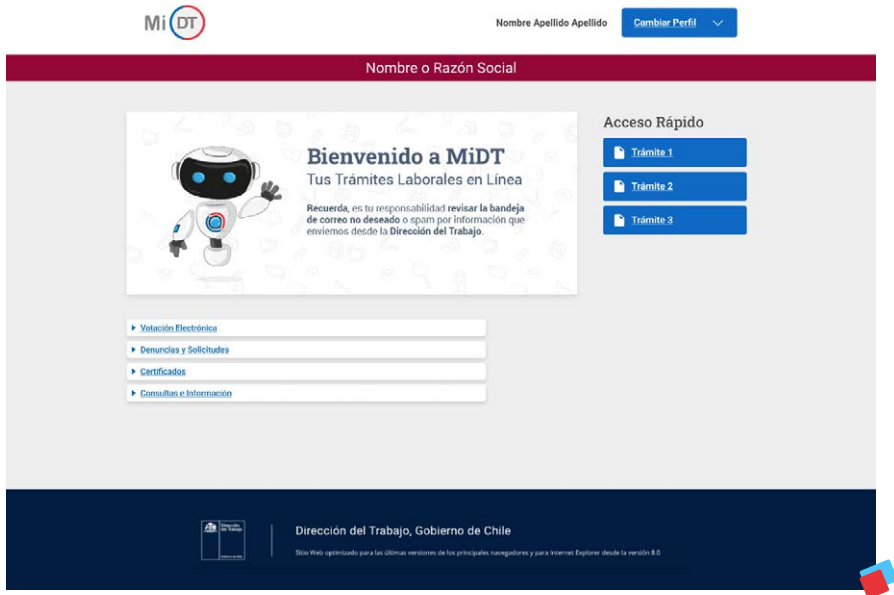 Mi DT
Nombre Apellido Apellido
Cambiar Perfil
Nombre o Razón Social
Bienvenido a MiDT
Tus Trámites Laborales en Línea
Recuerda, es tu responsabilidad revisar la bandeja
de correo no deseado o spam por información que
enviemos desde la Dirección del Trabajo.
Acceso Rápido
Trámite 1
Trámite 2
Trámite 3
Votación Electrónica
Denuncias y Solicitudes
Certificados
Consultas e Información
Dirección
del Trabajo
Dirección del Trabajo, Gobierno de Chile
Sitio Web optimizado para las últimas versiones de los principales navegadores y para Internet Explorer desde la versión 8.0